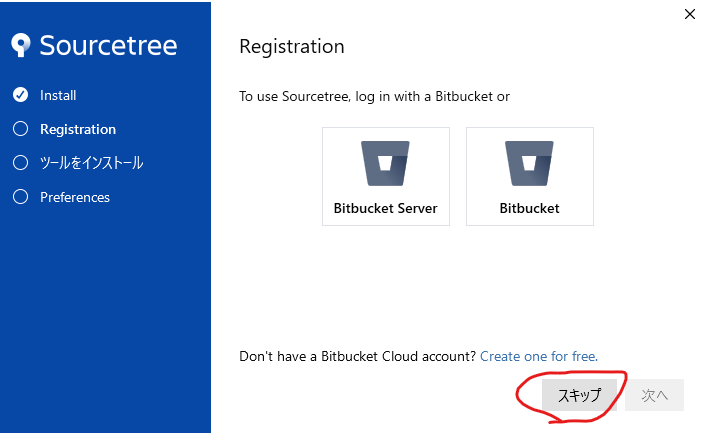 Sourcetree
Install
Registration
ツールをインストール
Preferences
Registration
To use Sourcetree, log in with a Bitbucket or
Bitbucket Server
Bitbucket
Don't have a Bitbucket Cloud account? Create one for free.
スキップ
次へ